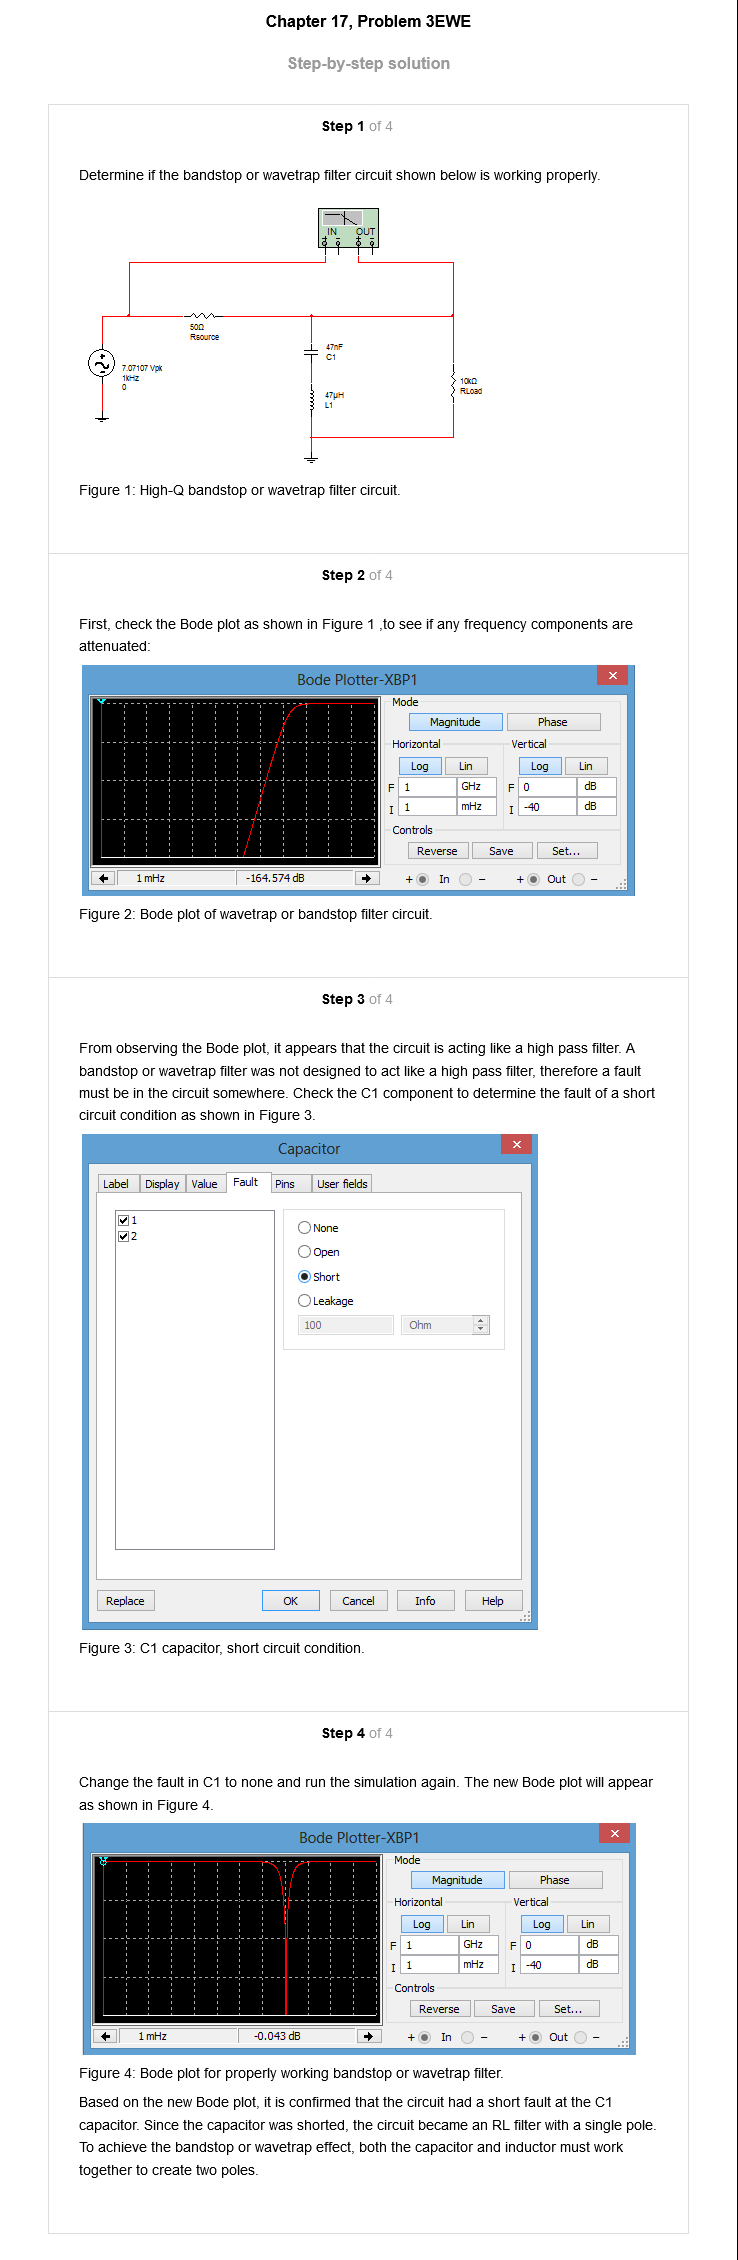 Chapter 17, Problem 3EWE
Step-by-step solution
Step 1 of 4
Determine if the bandstop or wavetrap filter circuit shown below is working properly.
IN OUT
50Ω
Rsource
47nF
C1
7.07107 Vpk
1kHz
0
10kΩ
RLoad
47µH
L1
Figure 1: High-Q bandstop or wavetrap filter circuit.
Step 2 of 4
First, check the Bode plot as shown in Figure 1 ,to see if any frequency components are
attenuated:
Bode Plotter-XBP1
Mode
Magnitude Phase
Horizontal Vertical
Log Lin Log Lin
F 1 GHz F 0 dB
I 1 mHz I -40 dB
Controls
Reverse Save Set...
1 mHz -164.574 dB + In - + Out -
Figure 2: Bode plot of wavetrap or bandstop filter circuit.
Step 3 of 4
From observing the Bode plot, it appears that the circuit is acting like a high pass filter. A
bandstop or wavetrap filter was not designed to act like a high pass filter, therefore a fault
must be in the circuit somewhere. Check the C1 component to determine the fault of a short
circuit condition as shown in Figure 3.
Capacitor
Label Display Value Fault Pins User fields
1
2
None
Open
Short
Leakage
100 Ohm
Replace OK Cancel Info Help
Figure 3: C1 capacitor, short circuit condition.
Step 4 of 4
Change the fault in C1 to none and run the simulation again. The new Bode plot will appear
as shown in Figure 4.
Bode Plotter-XBP1
Mode
Magnitude Phase
Horizontal Vertical
Log Lin Log Lin
F 1 GHz F 0 dB
I 1 mHz I -40 dB
Controls
Reverse Save Set...
1 mHz -0.043 dB + In - + Out -
Figure 4: Bode plot for properly working bandstop or wavetrap filter.
Based on the new Bode plot, it is confirmed that the circuit had a short fault at the C1
capacitor. Since the capacitor was shorted, the circuit became an RL filter with a single pole.
To achieve the bandstop or wavetrap effect, both the capacitor and inductor must work
together to create two poles.